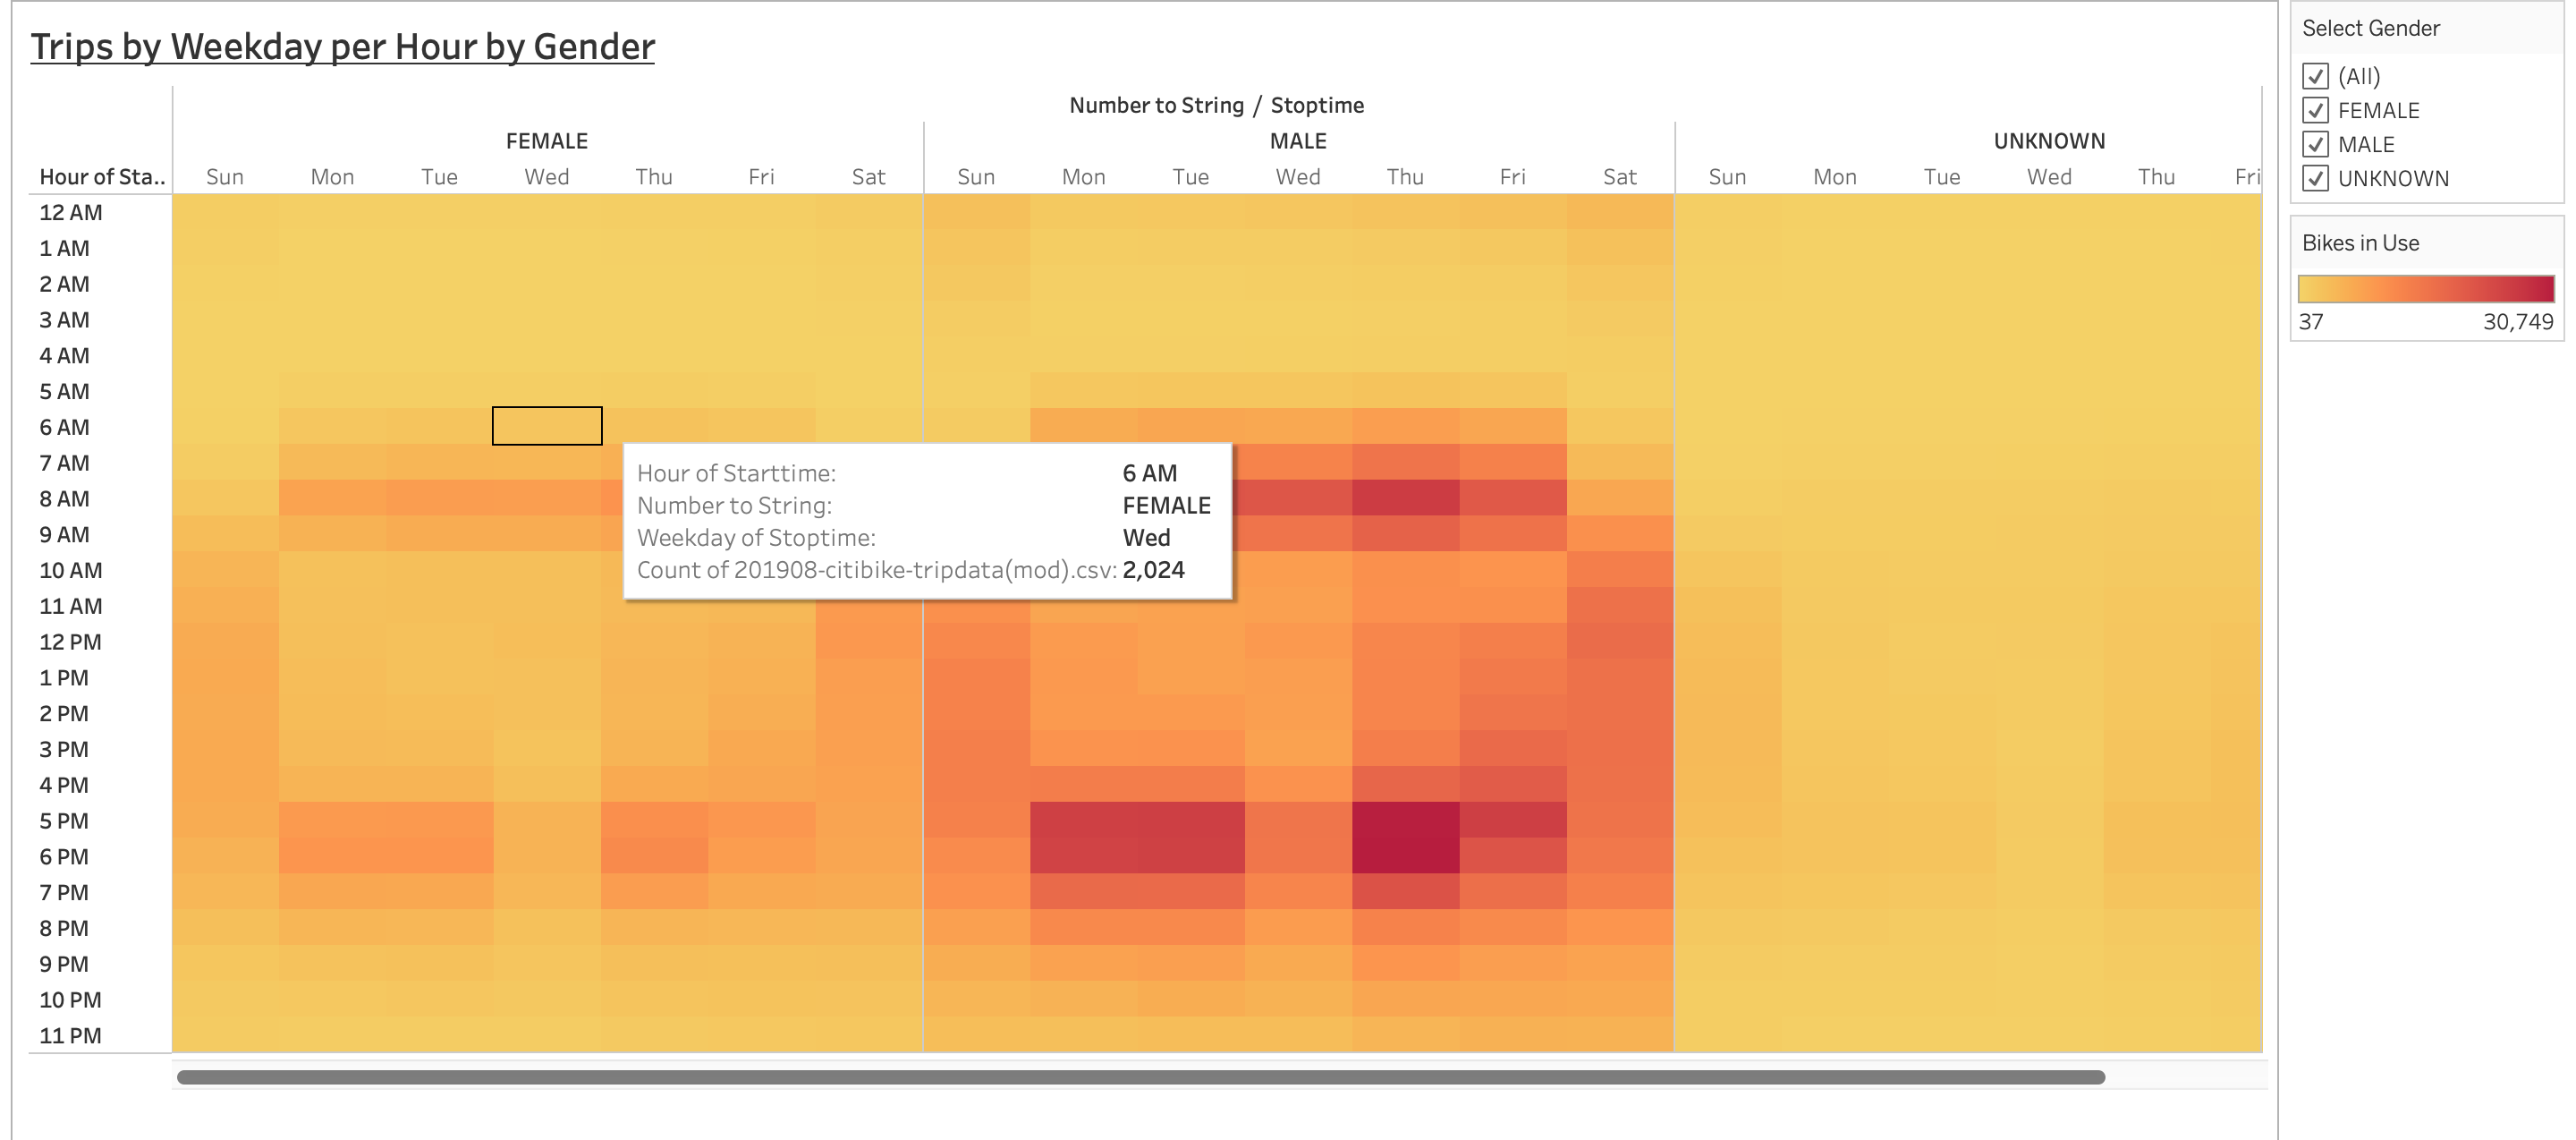 Trips by Weekday per Hour by Gender
Number to String / Stoptime
FEMALE MALE UNKNOWN
Hour of Sta.. Sun Mon Tue Wed Thu Fri Sat Sun Mon Tue Wed Thu Fri Sat Sun Mon Tue Wed Thu Fri
12 AM
1 AM
2 AM
3 AM
4 AM
5 AM
6 AM
7 AM
8 AM
9 AM
10 AM
11 AM
12 PM
1 PM
2 PM
3 PM
4 PM
5 PM
6 PM
7 PM
8 PM
9 PM
10 PM
11 PM
Hour of Starttime: 6 AM
Number to String: FEMALE
Weekday of Stoptime: Wed
Count of 201908-citibike-tripdata(mod).csv: 2,024
Select Gender
(All)
FEMALE
MALE
UNKNOWN
Bikes in Use
37 30,749